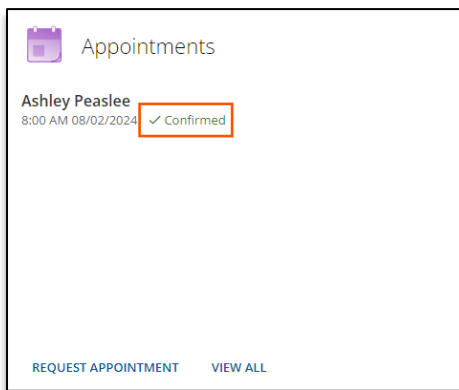 Appointments
Ashley Peaslee
8:00 AM 08/02/2024 ✓ Confirmed
REQUEST APPOINTMENT VIEW ALL